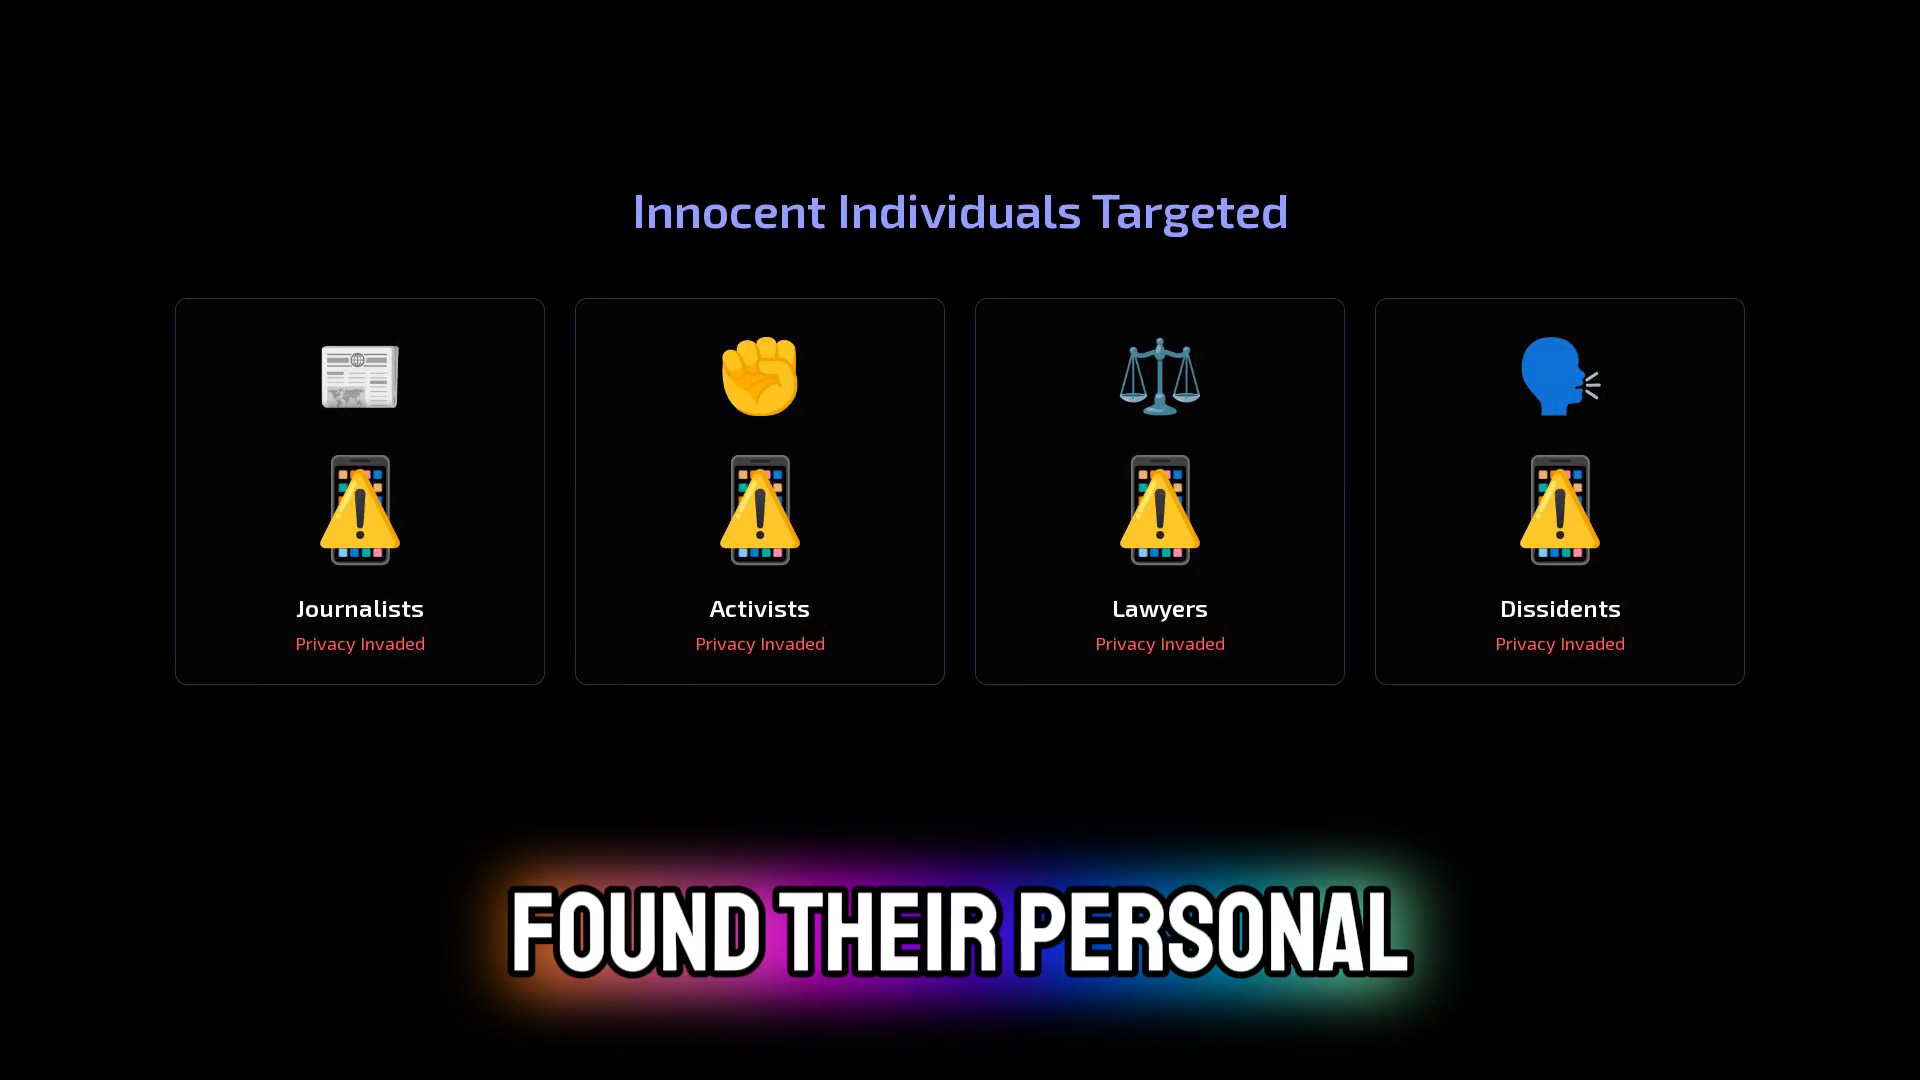 Innocent Individuals Targeted
Journalists
Privacy Invaded
Activists
Privacy Invaded
Lawyers
Privacy Invaded
Dissidents
Privacy Invaded
FOUND THEIR PERSONAL